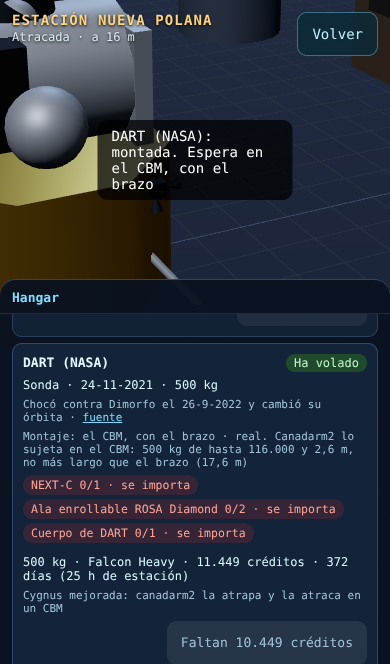 ESTACIÓN NUEVA POLANA
Atracada · a 16 m
Volver
DART (NASA):
montada. Espera en
el CBM, con el
brazo
Hangar
DART (NASA)
Ha volado
Sonda · 24-11-2021 · 500 kg
Chocó contra Dimorfo el 26-9-2022 y cambió su
órbita · fuente
Montaje: el CBM, con el brazo · real. Canadarm2 lo
sujeta en el CBM: 500 kg de hasta 116.000 y 2,6 m,
no más largo que el brazo (17,6 m)
NEXT-C 0/1 · se importa
Ala enrollable ROSA Diamond 0/2 · se importa
Cuerpo de DART 0/1 · se importa
500 kg · Falcon Heavy · 11.449 créditos · 372
días (25 h de estación)
Cygnus mejorada: canadarm2 la atrapa y la atraca en
un CBM
Faltan 10.449 créditos